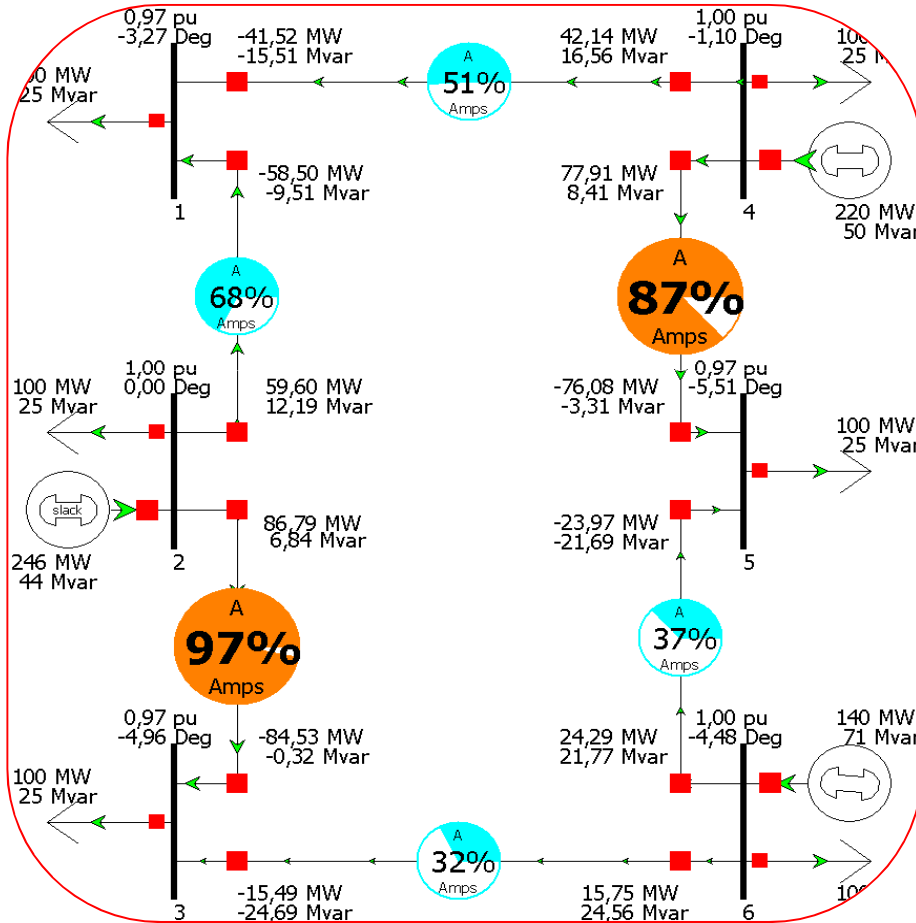 0,97 pu
-3,27 Deg
-41,52 MW
-15,51 Mvar
A
51%
Amps
42,14 MW
16,56 Mvar
1,00 pu
-1,10 Deg
100
25
MW
25 Mvar
-58,50 MW
-9,51 Mvar
1
77,91 MW
8,41 Mvar
4
220 MW
50 Mvar
A
68%
Amps
A
87%
Amps
1,00 pu
0,00 Deg
100 MW
25 Mvar
59,60 MW
12,19 Mvar
-76,08 MW
-3,31 Mvar
0,97 pu
-5,51 Deg
100 MW
25 Mvar
slack
246 MW
44 Mvar
2
86,79 MW
6,84 Mvar
-23,97 MW
-21,69 Mvar
5
A
97%
Amps
A
37%
Amps
0,97 pu
-4,96 Deg
-84,53 MW
-0,32 Mvar
24,29 MW
21,77 Mvar
1,00 pu
-4,48 Deg
140 MW
71 Mvar
100 MW
25 Mvar
A
32%
Amps
3
-15,49 MW
-24,69 Mvar
15,75 MW
24,56 Mvar
6